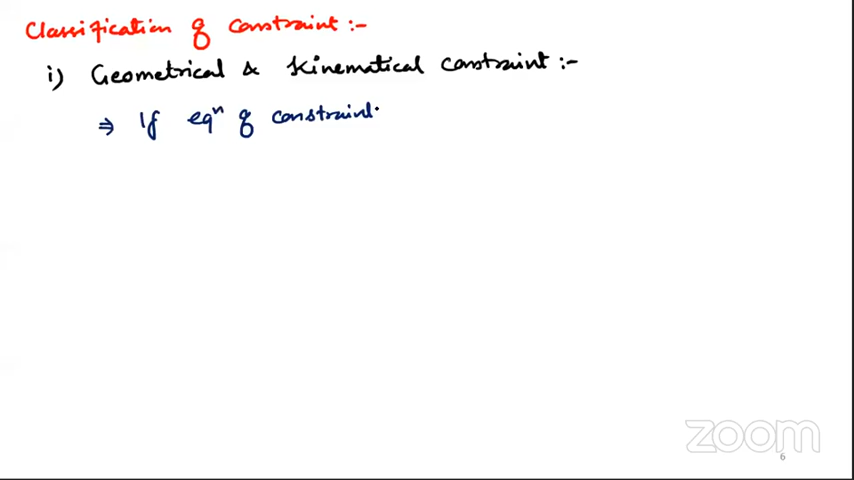 Classification of constraint :-
i) Geometrical & Kinematical constraint :-
⇒ If eqⁿ of constraint
zoom
6